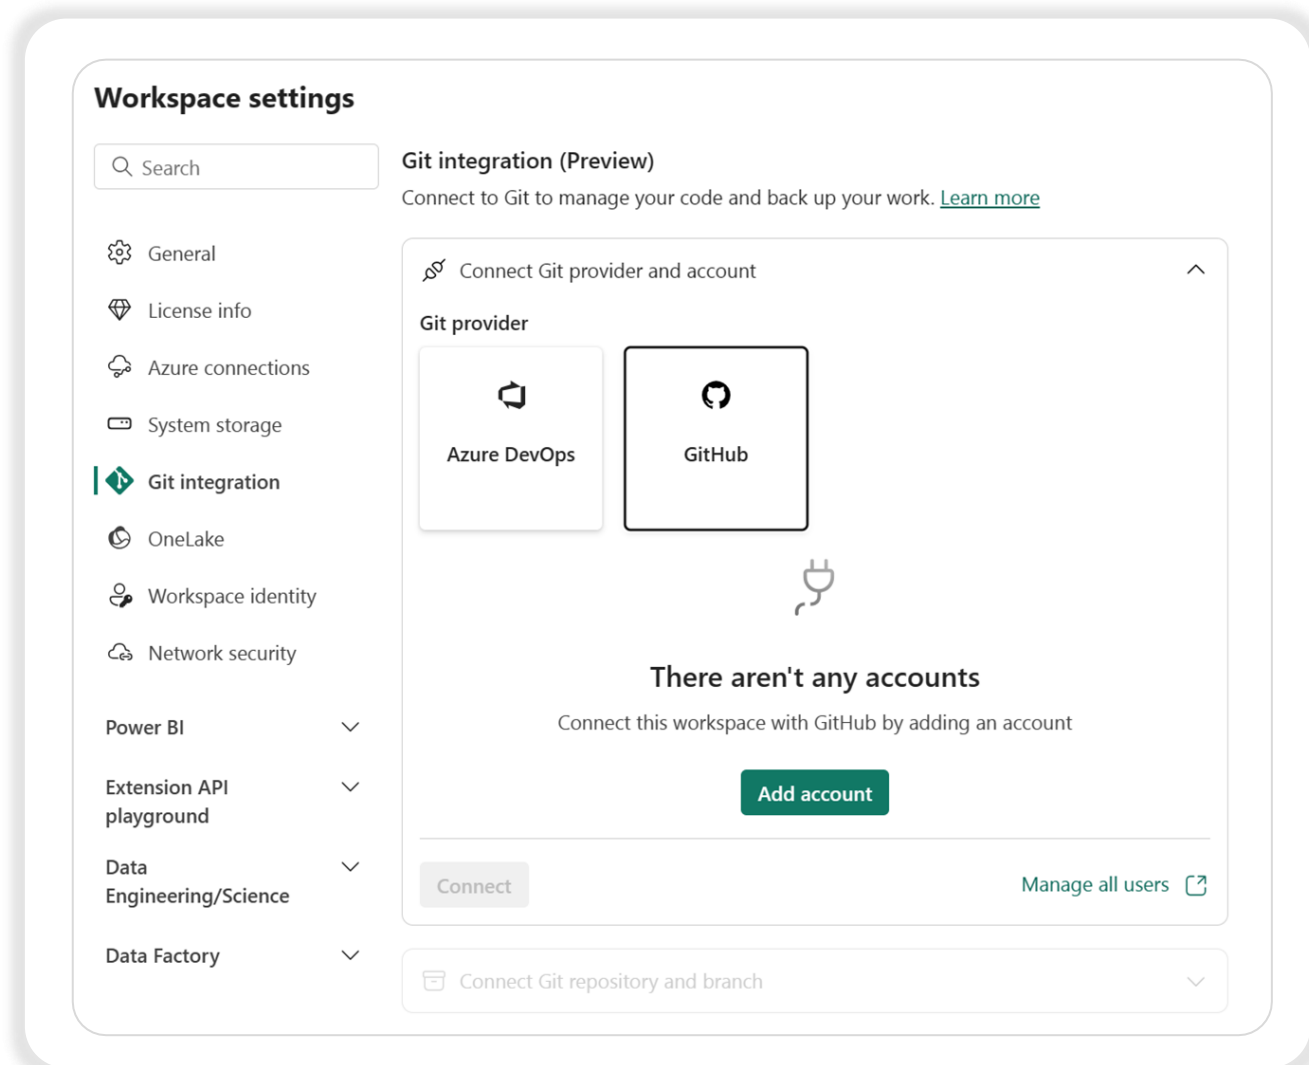 Workspace settings
Search
General
License info
Azure connections
System storage
Git integration
OneLake
Workspace identity
Network security
Power BI
Extension API
playground
Data
Engineering/Science
Data Factory
Git integration (Preview)
Connect to Git to manage your code and back up your work. Learn more
Connect Git provider and account
Git provider
Azure DevOps
GitHub
There aren't any accounts
Connect this workspace with GitHub by adding an account
Add account
Connect
Manage all users
Connect Git repository and branch